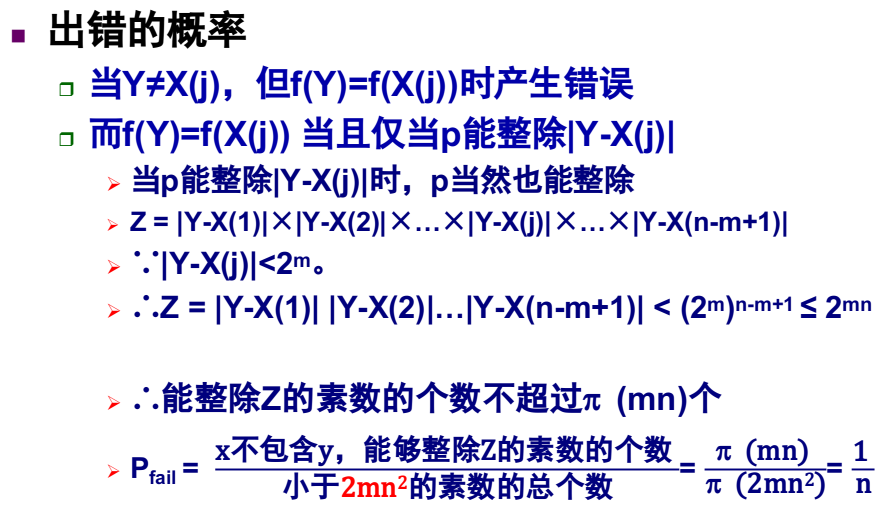 出错的概率
当Y≠X(j)，但f(Y)=f(X(j))时产生错误
而f(Y)=f(X(j)) 当且仅当p能整除|Y-X(j)|
当p能整除|Y-X(j)|时，p当然也能整除
Z = |Y-X(1)|×|Y-X(2)|×…×|Y-X(j)|×…×|Y-X(n-m+1)|
∵|Y-X(j)|<2ᵐ。
∴Z = |Y-X(1)| |Y-X(2)|…|Y-X(n-m+1)| < (2ᵐ)ⁿ⁻ᵐ⁺¹ ≤ 2ᵐⁿ
∴能整除Z的素数的个数不超过π (mn)个
P_fail = x不包含y，能够整除Z的素数的个数 / 小于2mn²的素数的总个数 = π (mn) / π (2mn²) = 1 / n